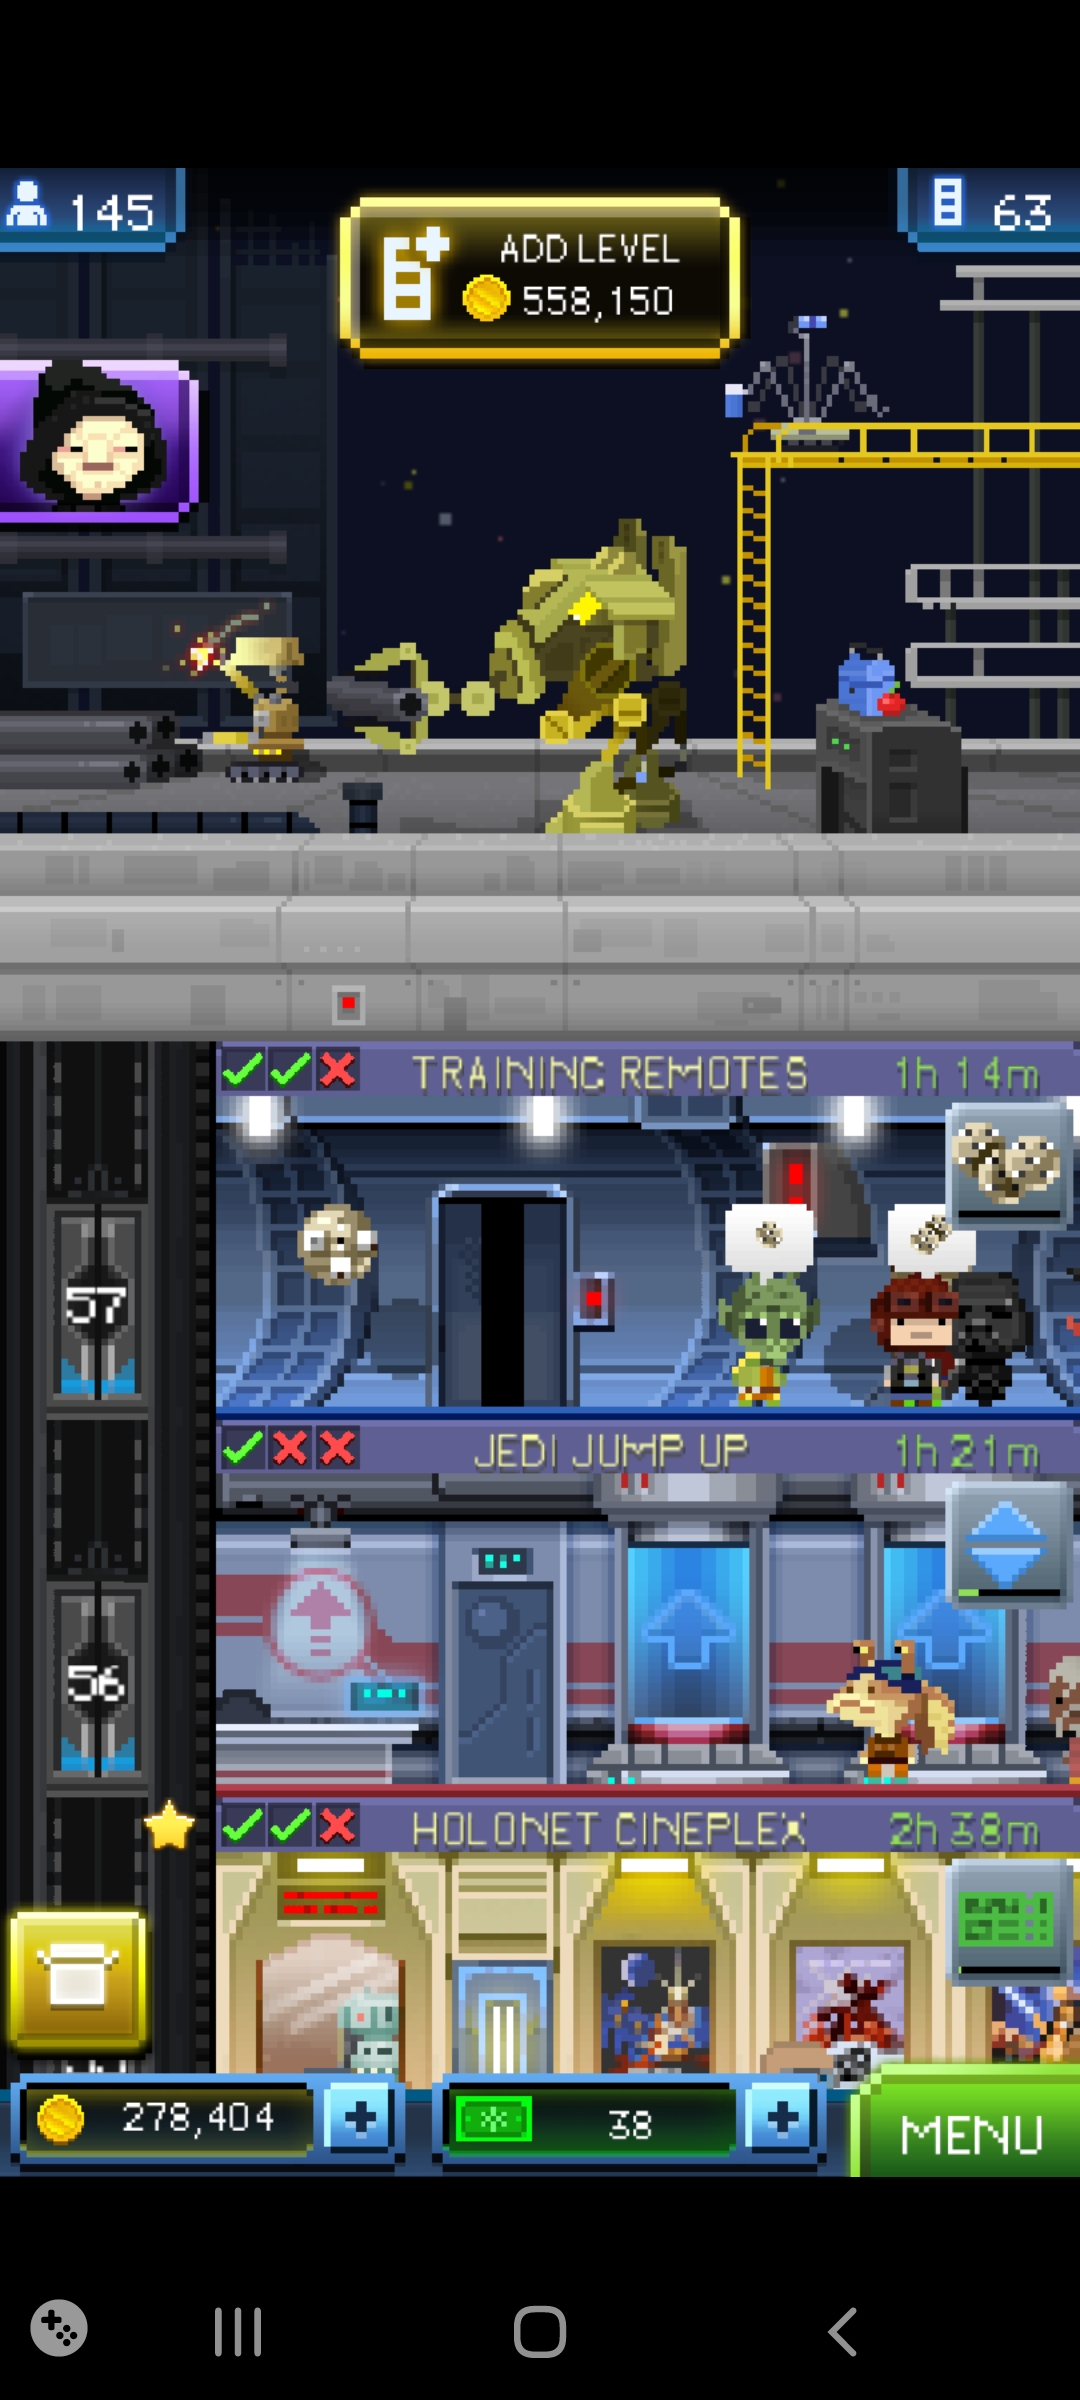 145
ADD LEVEL
558,150
63
TRAINING REMOTES 1h 14m
57
JEDI JUMP UP 1h 21m
56
HOLONET CINEPLEX 2h 38m
278,404
38
MENU